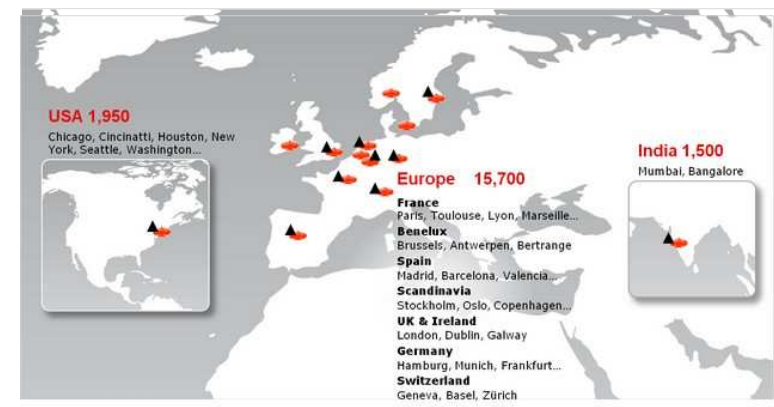 USA 1,950
Chicago, Cincinatti, Houston, New
York, Seattle, Washington...
Europe 15,700
France
Paris, Toulouse, Lyon, Marseille...
Benelux
Brussels, Antwerpen, Bertrange
Spain
Madrid, Barcelona, Valencia...
Scandinavia
Stockholm, Oslo, Copenhagen...
UK & Ireland
London, Dublin, Galway
Germany
Hamburg, Munich, Frankfurt...
Switzerland
Geneva, Basel, Zürich
India 1,500
Mumbai, Bangalore